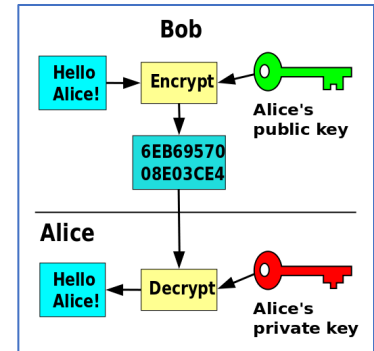 Bob
Hello
Alice!
Encrypt
Alice's
public key
6EB69570
08E03CE4
Alice
Hello
Alice!
Decrypt
Alice's
private key